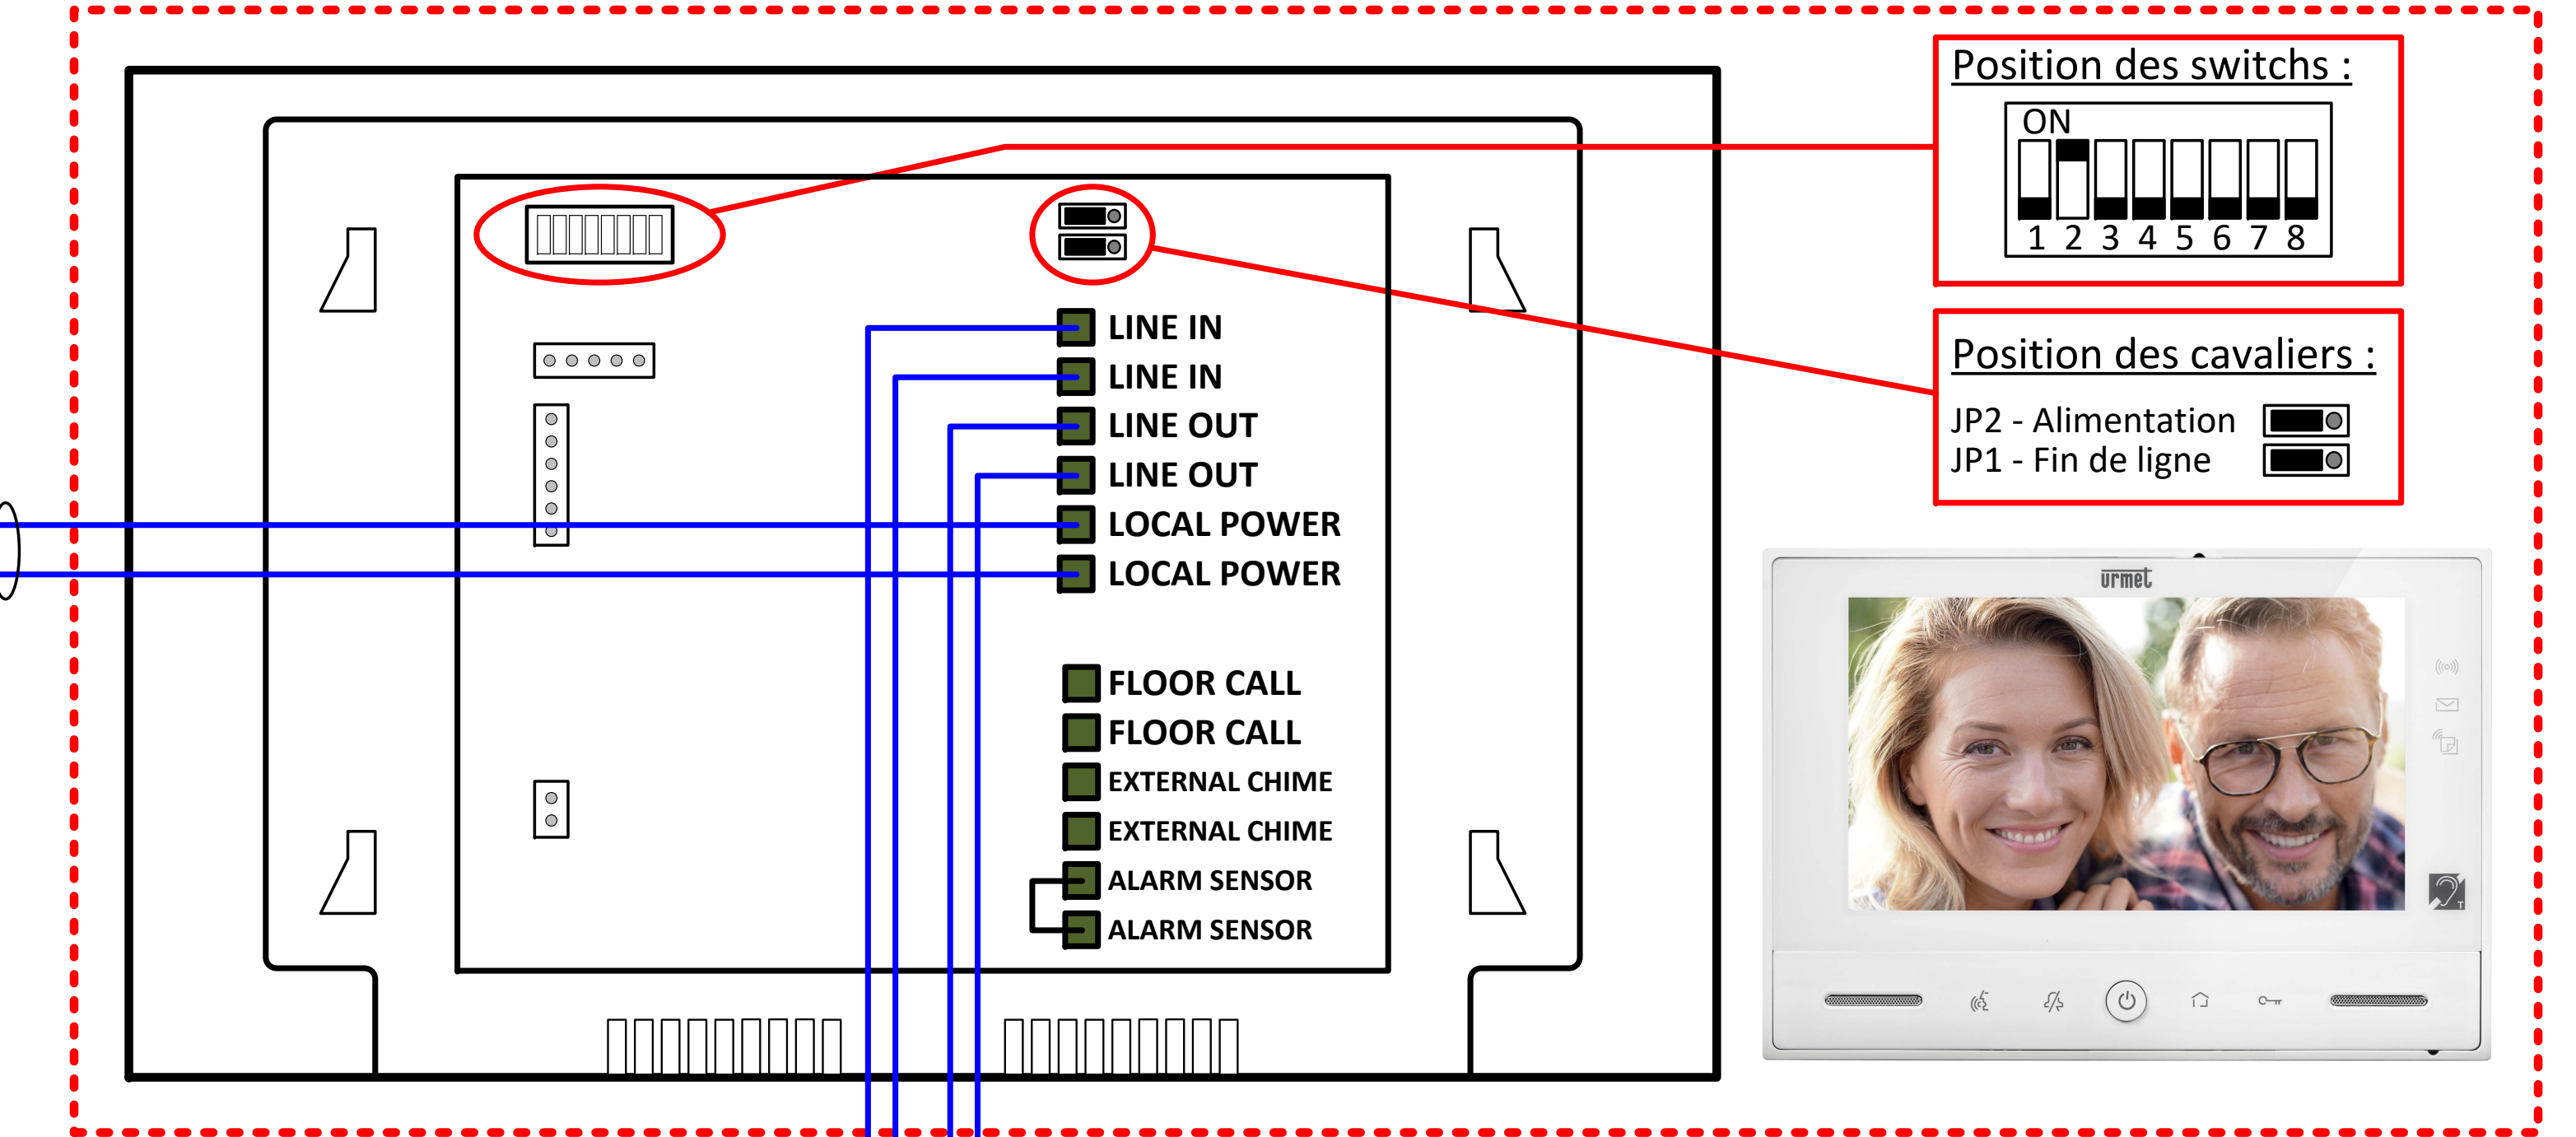 Position des switchs :
ON
1 2 3 4 5 6 7 8
LINE IN
LINE IN
LINE OUT
LINE OUT
LOCAL POWER
LOCAL POWER
FLOOR CALL
FLOOR CALL
EXTERNAL CHIME
EXTERNAL CHIME
ALARM SENSOR
ALARM SENSOR
Position des cavaliers :
JP2 - Alimentation
JP1 - Fin de ligne
urmet
T